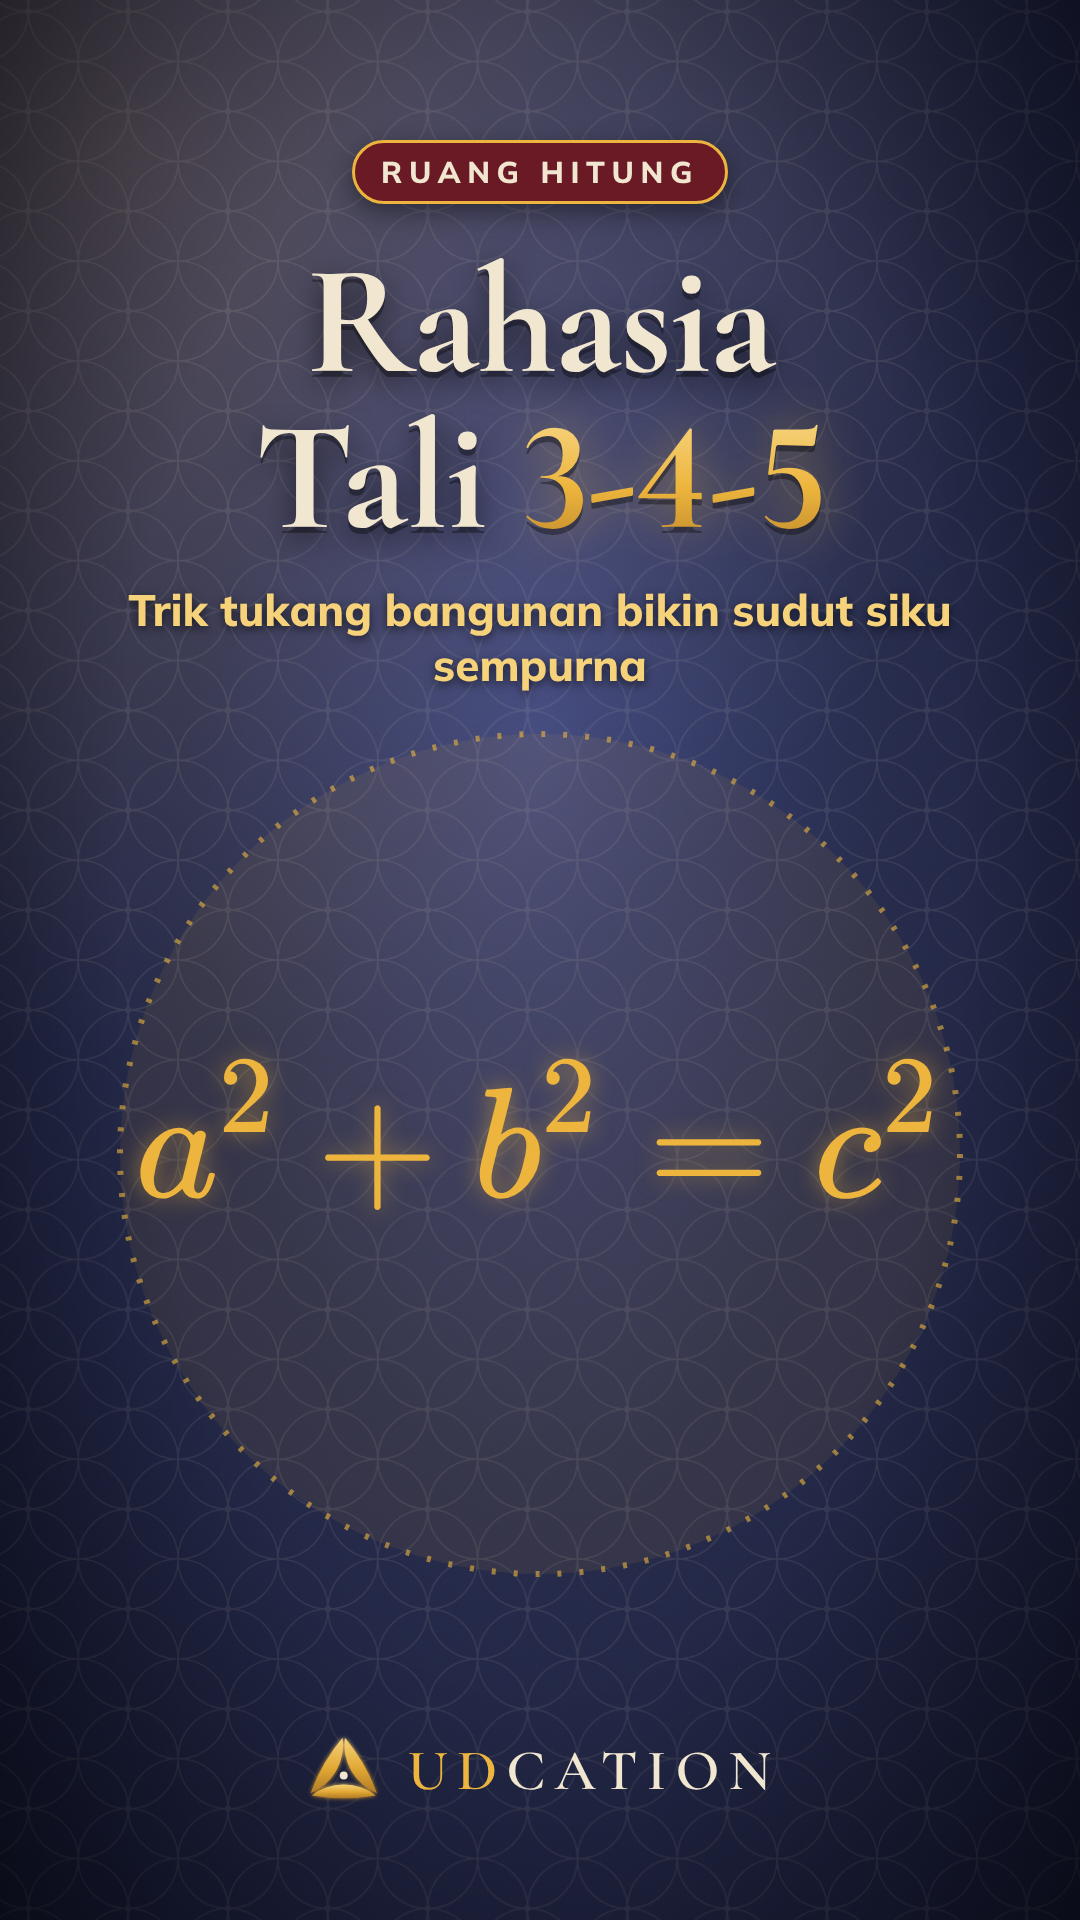 RUANG HITUNG
Rahasia
Tali 3-4-5
Trik tukang bangunan bikin sudut siku
sempurna
a² + b² = c²
UDCATION